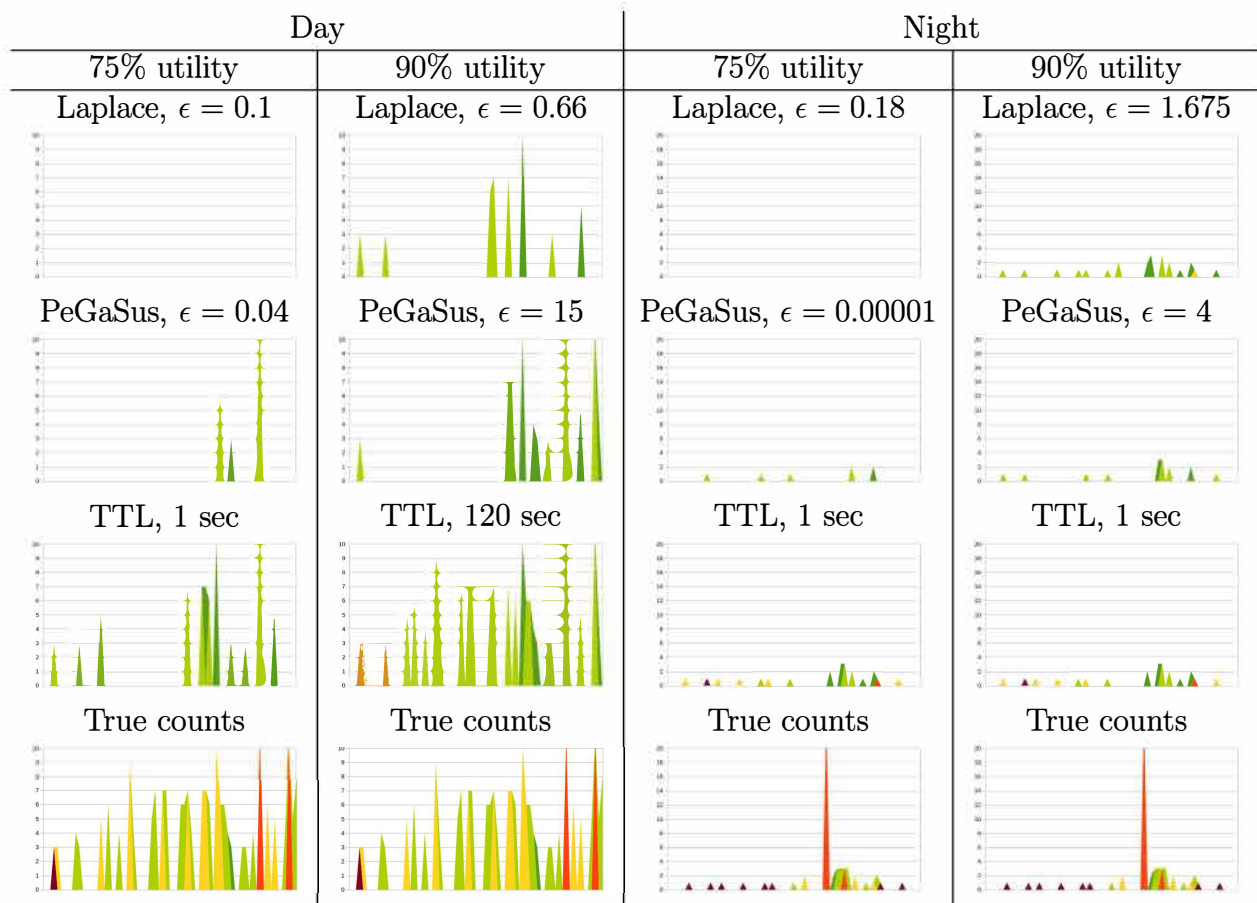 Day Night
75% utility 90% utility 75% utility 90% utility
Laplace, ϵ = 0.1 Laplace, ϵ = 0.66 Laplace, ϵ = 0.18 Laplace, ϵ = 1.675
PeGaSus, ϵ = 0.04 PeGaSus, ϵ = 15 PeGaSus, ϵ = 0.00001 PeGaSus, ϵ = 4
TTL, 1 sec TTL, 120 sec TTL, 1 sec TTL, 1 sec
True counts True counts True counts True counts